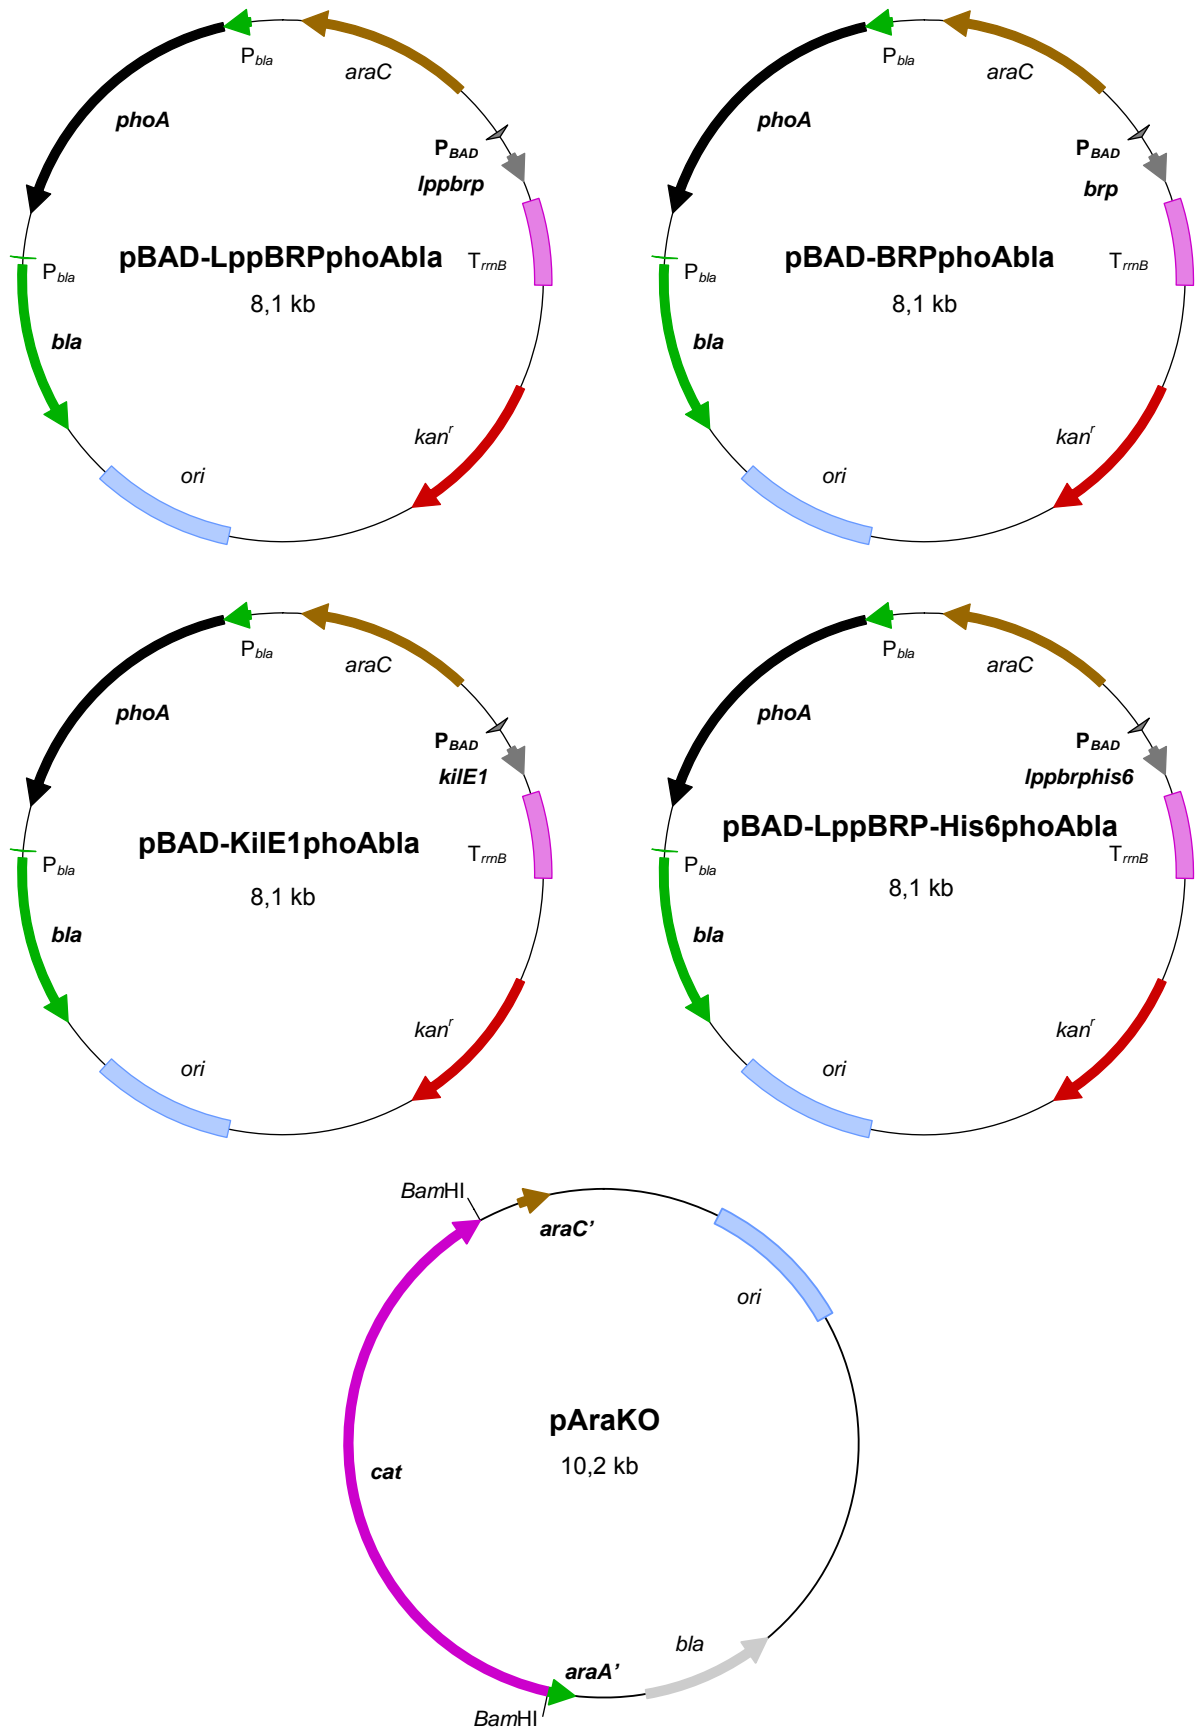 Pbla
araC
phoA
PBAD
lppbrp
pBAD-LppBRPphoAbla
TrrnB
Pbla
8,1 kb
bla
kanr
ori
Pbla
araC
phoA
PBAD
brp
pBAD-BRPphoAbla
TrrnB
Pbla
8,1 kb
bla
kanr
ori
Pbla
araC
phoA
PBAD
kilE1
pBAD-KilE1phoAbla
TrrnB
Pbla
8,1 kb
bla
kanr
ori
Pbla
araC
phoA
PBAD
lppbrphis6
pBAD-LppBRP-His6phoAbla
TrrnB
Pbla
8,1 kb
bla
kanr
ori
BamHI
araC’
ori
pAraKO
10,2 kb
cat
bla
araA’
BamHI